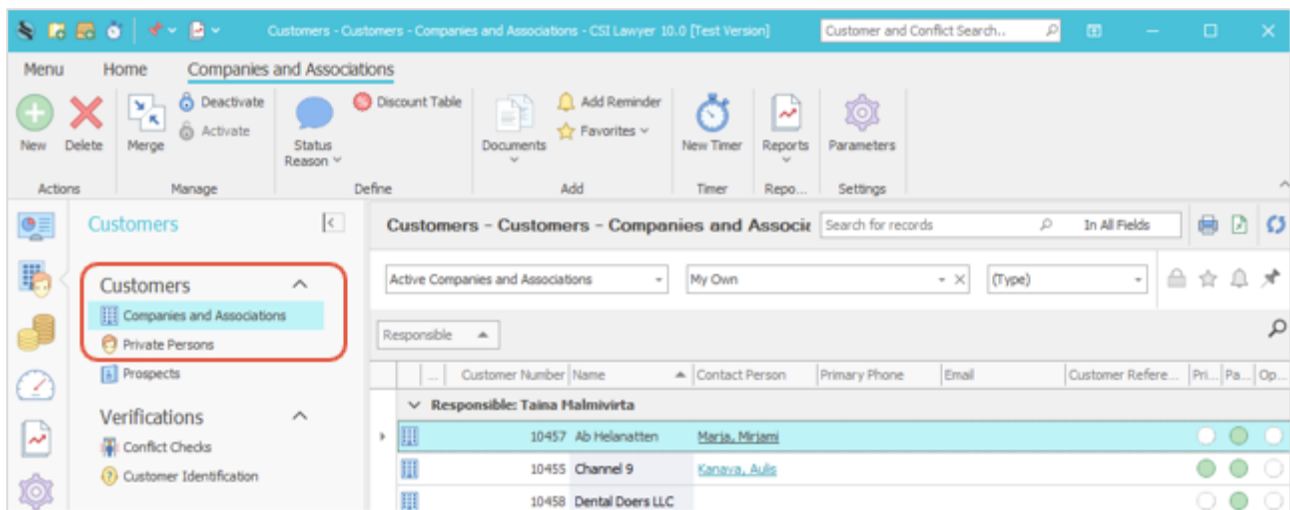 Customers - Customers - Companies and Associations - CSI Lawyer 10.0 [Test Version]
Customer and Conflict Search..
Menu Home Companies and Associations
New
Delete
Merge
Deactivate
Activate
Status Reason
Discount Table
Documents
Add Reminder
Favorites
New Timer
Reports
Parameters
Actions Manage Define Add Timer Repo... Settings
Customers
Customers
Companies and Associations
Private Persons
Prospects
Verifications
Conflict Checks
Customer Identification
Customers - Customers - Companies and Associa
Search for records
In All Fields
Active Companies and Associations
My Own
(Type)
Responsible
... Customer Number Name Contact Person Primary Phone Email Customer Refere... Pri... Pa... Op...
Responsible: Taina Malmivirta
10457 Ab Helanatten Marja, Mirjami
10455 Channel 9 Kanava, Aulis
10458 Dental Doers LLC